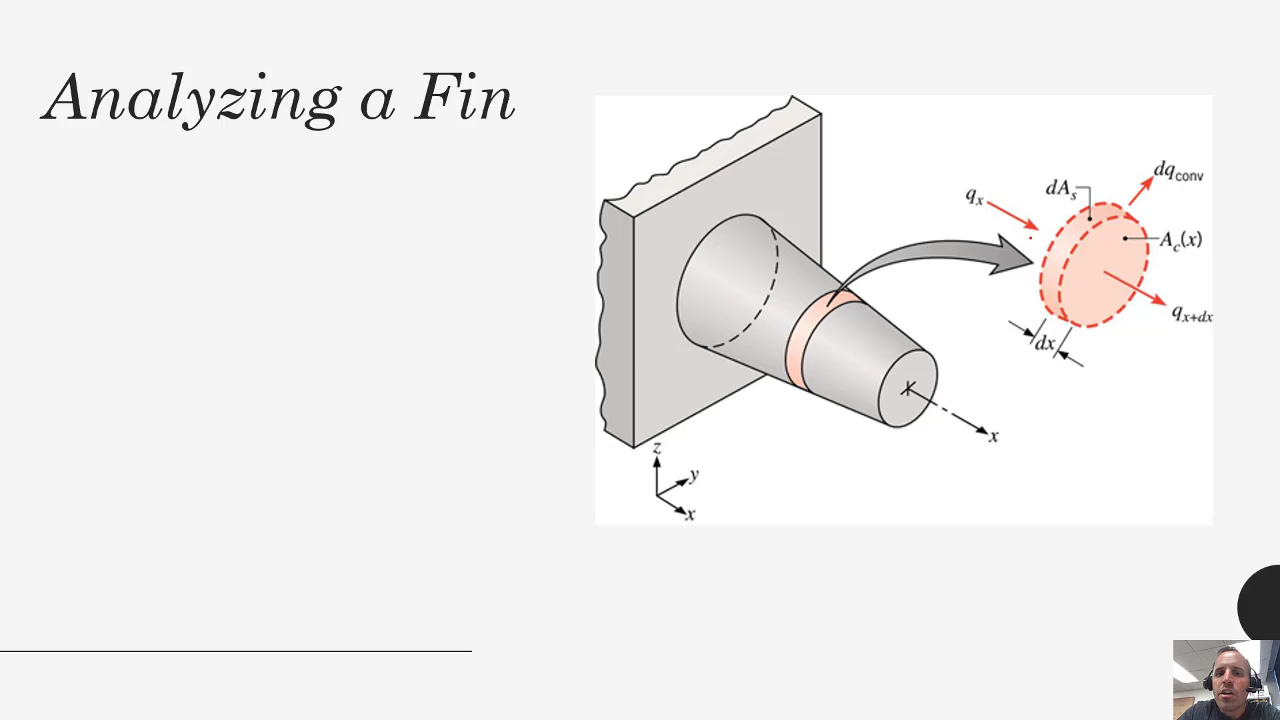 Analyzing a Fin
dq_conv
dA_s
q_x
A_c(x)
q_x+dx
dx
x
z
y
x